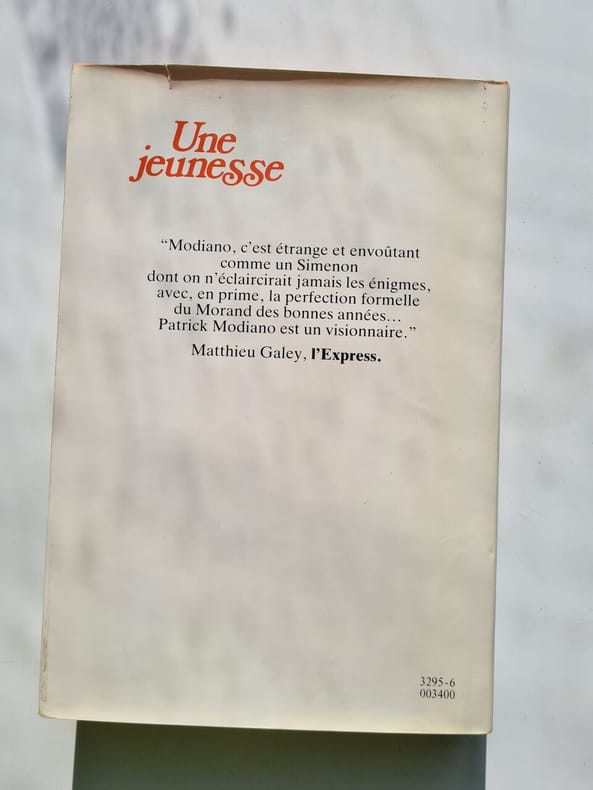 Une
jeunesse
“Modiano, c’est étrange et envoûtant
comme un Simenon
dont on n’éclaircirait jamais les énigmes,
avec, en prime, la perfection formelle
du Morand des bonnes années...
Patrick Modiano est un visionnaire.”
Matthieu Galey, l’Express.
3295-6
003400